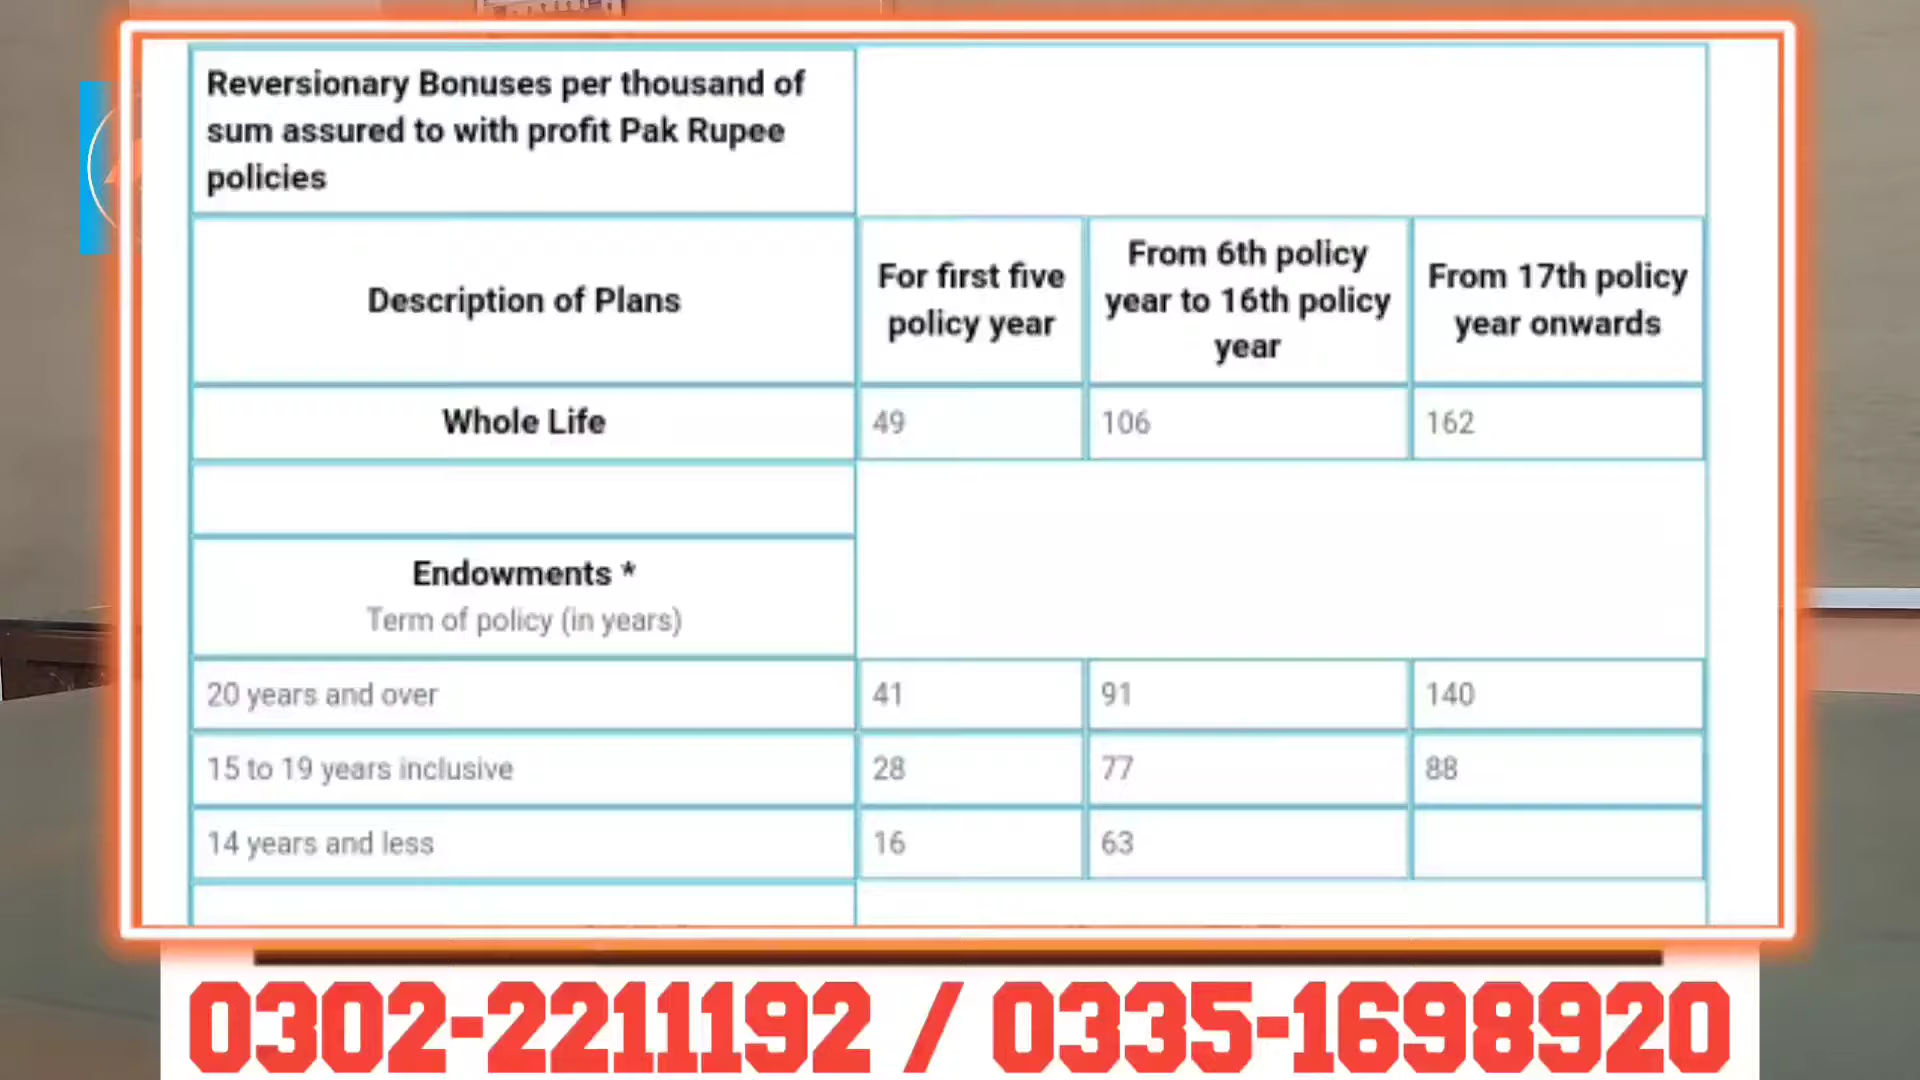 Reversionary Bonuses per thousand of
sum assured to with profit Pak Rupee
policies
Description of Plans
For first five
policy year
From 6th policy
year to 16th policy
year
From 17th policy
year onwards
Whole Life
49
106
162
Endowments *
Term of policy (in years)
20 years and over
41
91
140
15 to 19 years inclusive
28
77
88
14 years and less
16
63
0302-2211192 / 0335-1698920